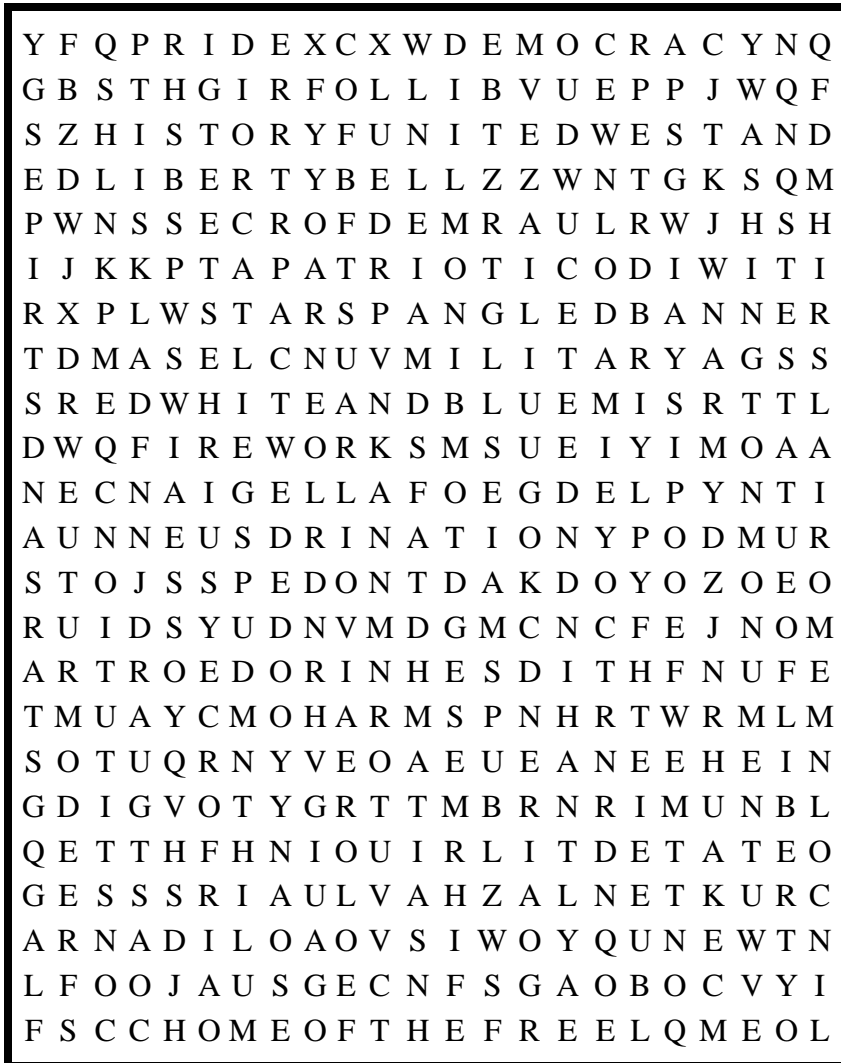 Y F Q P R I D E X C X W D E M O C R A C Y N Q
G B S T H G I R F O L L I B V U E P P J W Q F
S Z H I S T O R Y F U N I T E D W E S T A N D
E D L I B E R T Y B E L L Z Z W N T G K S Q M
P W N S S E C R O F D E M R A U L R W J H S H
I J K K P T A P A T R I O T I C O D I W I T I
R X P L W S T A R S P A N G L E D B A N N E R
T D M A S E L C N U V M I L I T A R Y A G S S
S R E D W H I T E A N D B L U E M I S R T T L
D W Q F I R E W O R K S M S U E I Y I M O A A
N E C N A I G E L L A F O E G D E L P Y N T I
A U N N E U S D R I N A T I O N Y P O D M U R
S T O J S S P E D O N T D A K D O Y O Z O E O
R U I D S Y U D N V M D G M C N C F E J N O M
A R T R O E D O R I N H E S D I T H F N U F E
T M U A Y C M O H A R M S P N H R T W R M L M
S O T U Q R N Y V E O A E U E A N E E H E I N
G D I G V O T Y G R T T M B R N R I M U N B L
Q E T T H F H N I O U I R L I T D E T A T E O
G E S S S R I A U L V A H Z A L N E T K U R C
A R N A D I L O A O V S I W O Y Q U N E W T N
L F O O J A U S G E C N F S G A O B O C V Y I
F S C C H O M E O F T H E F R E E L Q M E O L